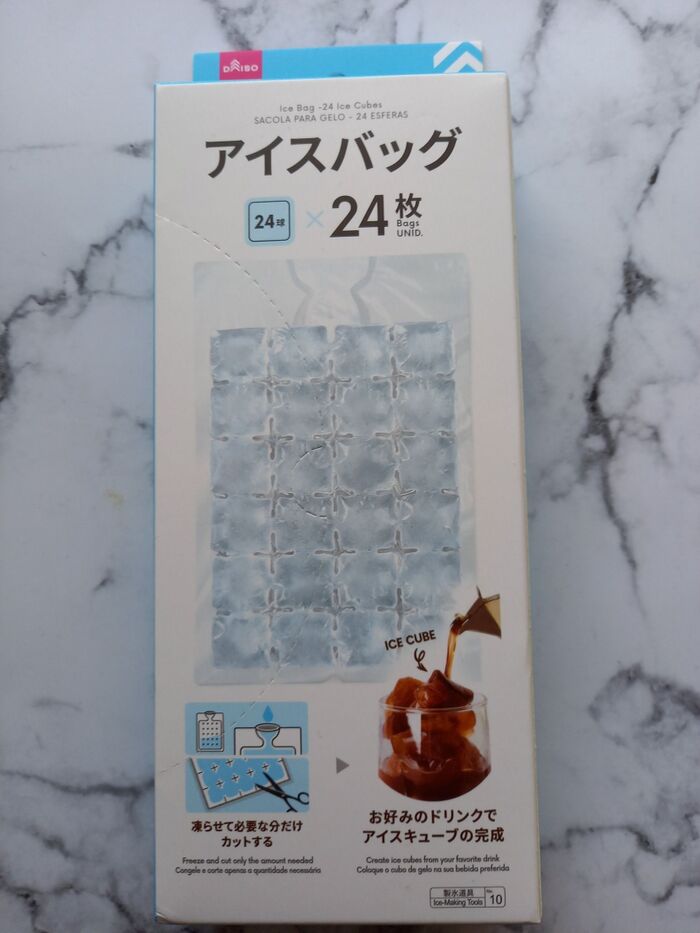 DAISO
Ice Bag -24 Ice Cubes
SACOLA PARA GELO - 24 ESFERAS
アイスバッグ
24球 × 24枚
Bags
UNID.
ICE CUBE
凍らせて必要な分だけ
カットする
Freeze and cut only the amount needed
Congele e corte apenas a quantidade necessária
お好みのドリンクで
アイスキューブの完成
Create ice cubes from your favorite drink
Coloque o cubo de gelo na sua bebida preferida
製氷道具
Ice-Making Tools
No.
10